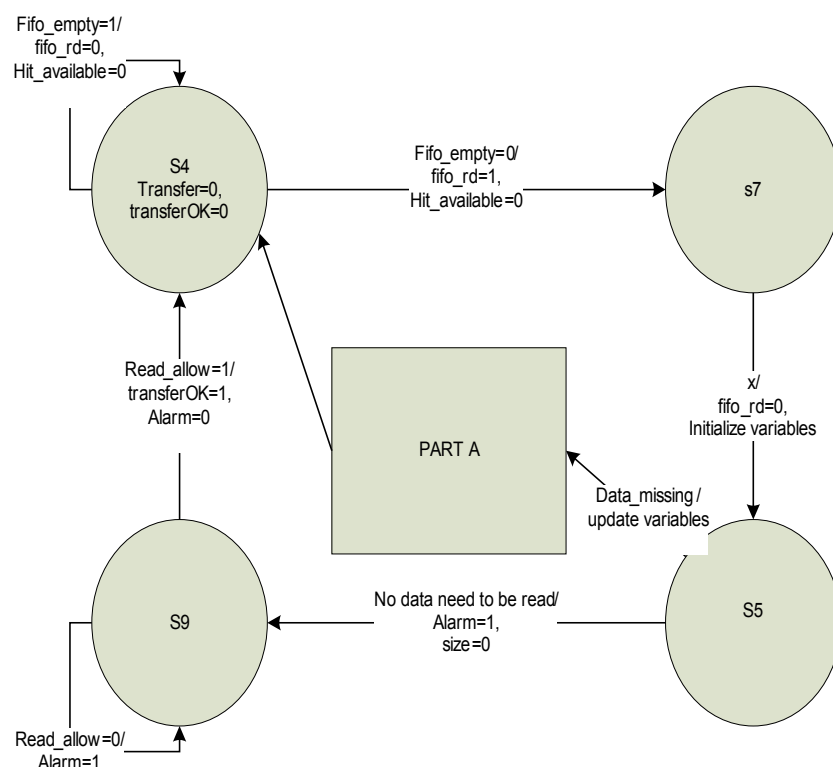 Fifo_empty=1/
fifo_rd=0,
Hit_available=0
S4
Transfer=0,
transferOK=0
Fifo_empty=0/
fifo_rd=1,
Hit_available=0
s7
Read_allow=1/
transferOK=1,
Alarm=0
x/
fifo_rd=0,
Initialize variables
PART A
Data_missing/
update variables
No data need to be read/
Alarm=1,
size=0
S9
S5
Read_allow=0/
Alarm=1